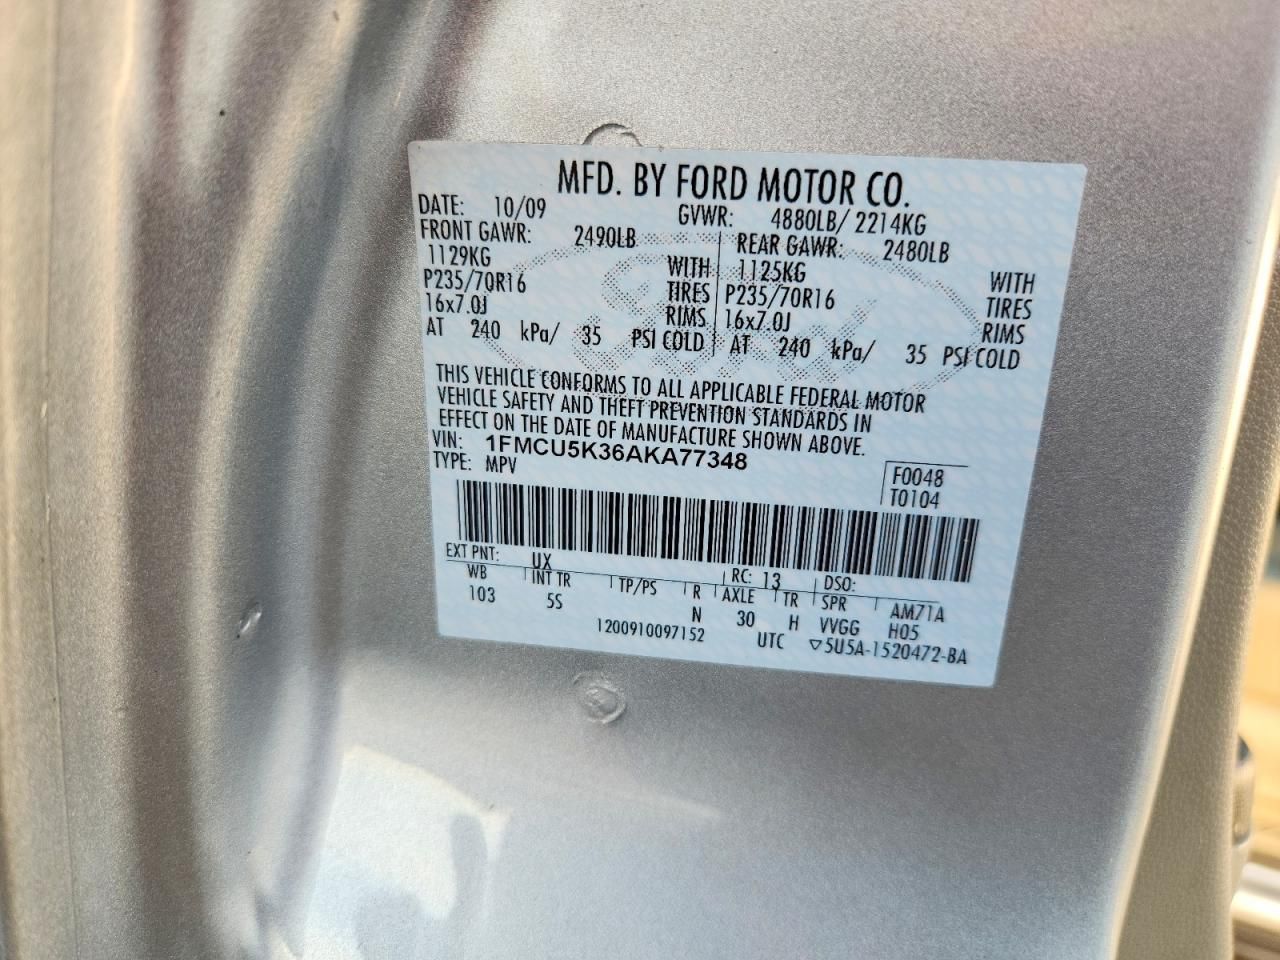 MFD. BY FORD MOTOR CO.
DATE: 10/09 GVWR: 4880LB/ 2214KG
FRONT GAWR: 2490LB REAR GAWR: 2480LB
1129KG WITH 1125KG WITH
P235/70R16 TIRES P235/70R16 TIRES
16x7.0J RIMS 16x7.0J RIMS
AT 240 kPa/ 35 PSI COLD AT 240 kPa/ 35 PSI COLD
THIS VEHICLE CONFORMS TO ALL APPLICABLE FEDERAL MOTOR
VEHICLE SAFETY AND THEFT PREVENTION STANDARDS IN
EFFECT ON THE DATE OF MANUFACTURE SHOWN ABOVE.
VIN: 1FMCU5K36AKA77348
TYPE: MPV
F0048
T0104
EXT PNT: UX RC: 13 DSO:
WB INT TR TP/PS R AXLE TR SPR AM71A
103 5S N 30 H VVGG H05
1200910097152 UTC ▽5U5A-1520472-BA